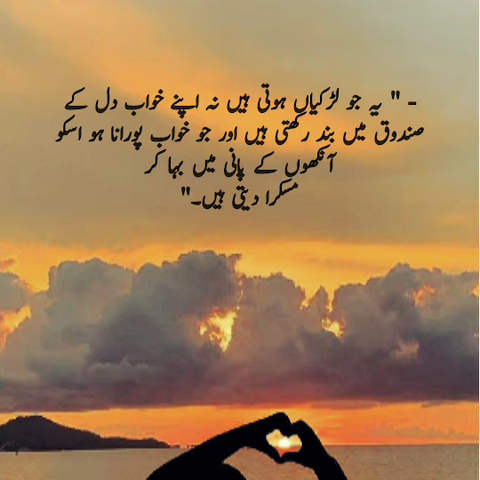 - " یہ جو لڑکیاں ہوتی ہیں نہ اپنے خواب دل کے
صندوق میں بند رکھتی ہیں اور جو خواب پورانا ہو اسکو
آنکھوں کے پانی میں بہا کر
مسکرا دیتی ہیں۔"